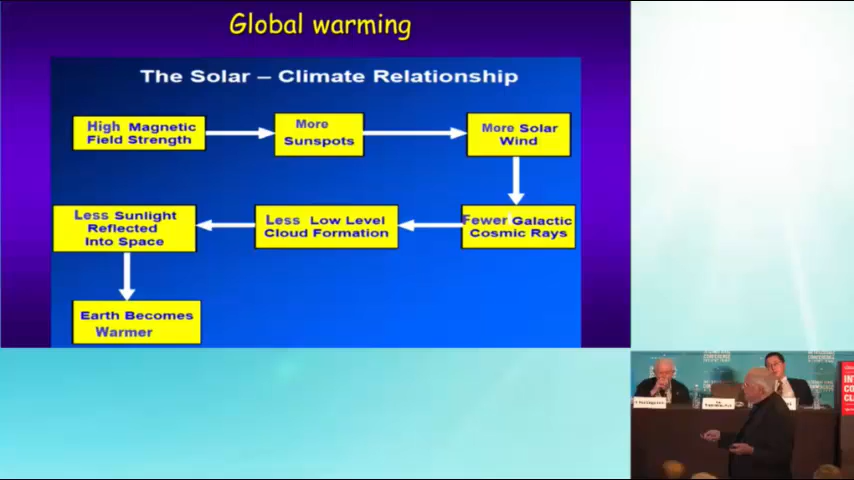 Global warming
The Solar – Climate Relationship
High Magnetic
Field Strength
More
Sunspots
More Solar
Wind
Less Sunlight
Reflected
Into Space
Less Low Level
Cloud Formation
Fewer Galactic
Cosmic Rays
Earth Becomes
Warmer